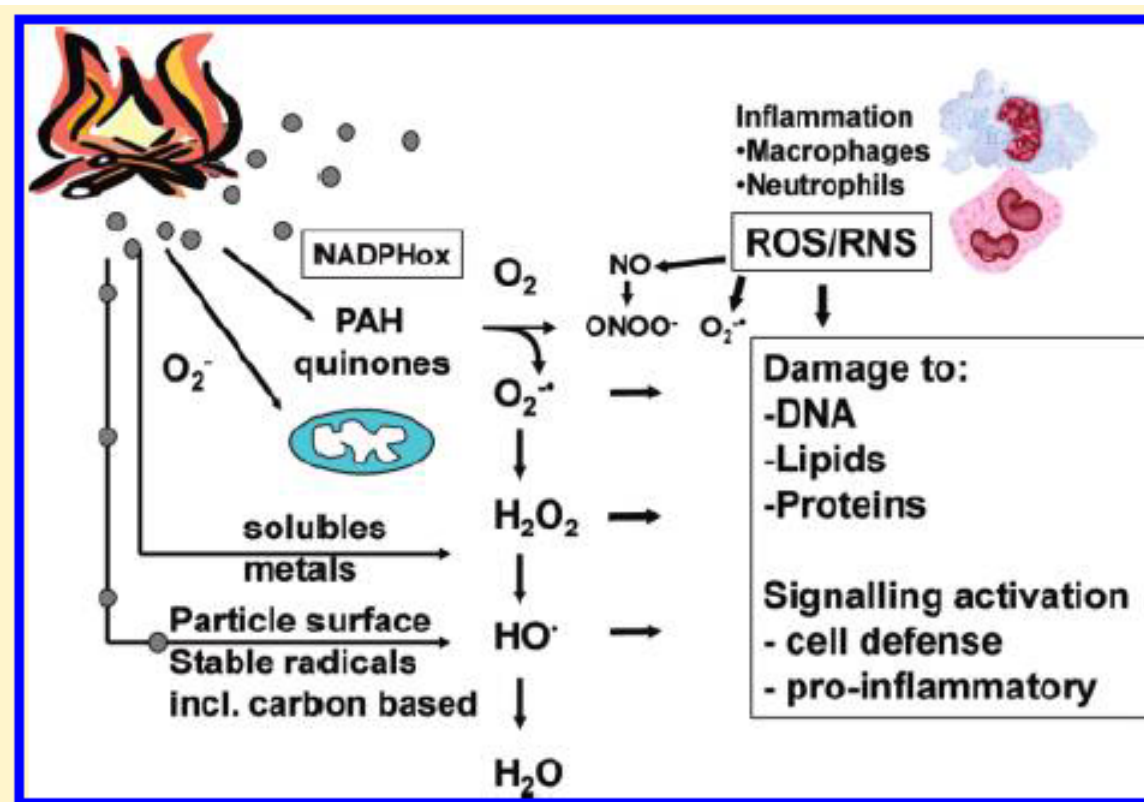 Inflammation
•Macrophages
•Neutrophils
ROS/RNS
NADPHox
O₂
NO
PAH
quinones
ONOO⁻
O₂⁻•
O₂⁻
O₂⁻•
H₂O₂
solubles
metals
Particle surface
Stable radicals
incl. carbon based
HO•
H₂O
Damage to:
-DNA
-Lipids
-Proteins
Signalling activation
- cell defense
- pro-inflammatory